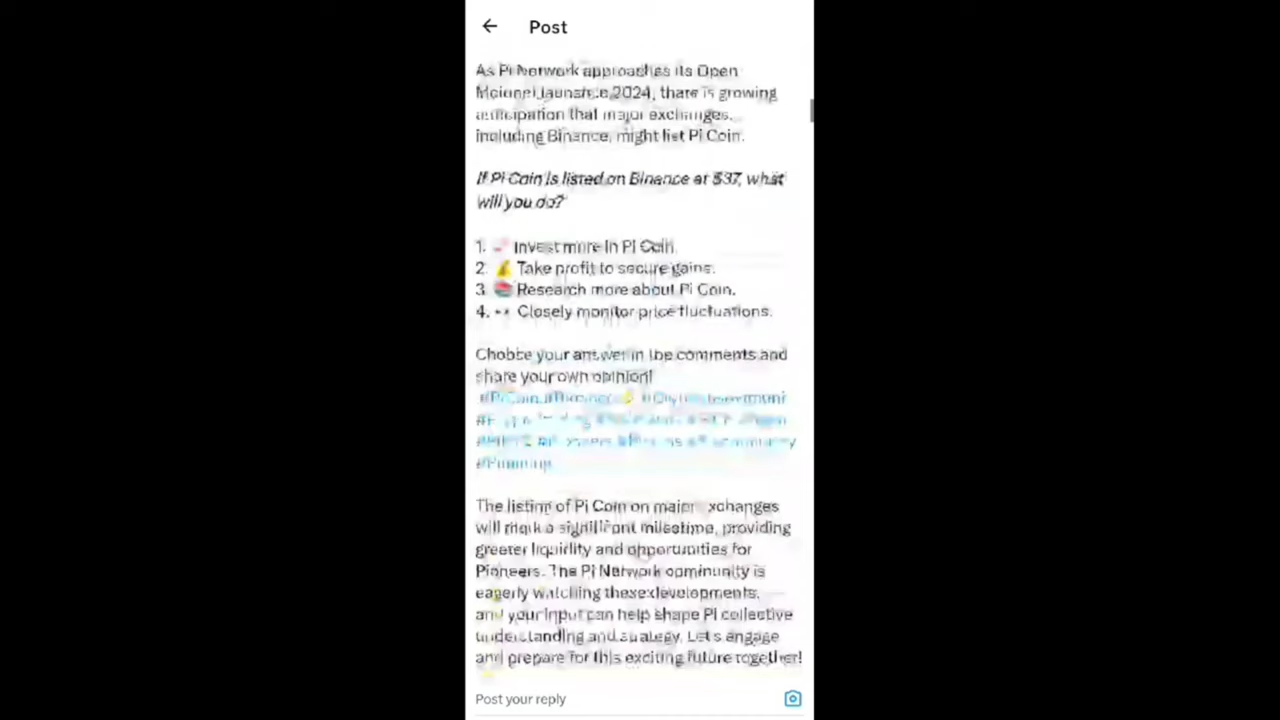 Post
As Pi Network approaches its Open
Mainnet launch in 2024, there is growing
anticipation that major exchanges,
including Binance, might list Pi Coin.
If Pi Coin is listed on Binance at $37, what
will you do?
1. Invest more in Pi Coin.
2. Take profit to secure gains.
3. Research more about Pi Coin.
4. Closely monitor price fluctuations.
Choose your answer in the comments and
share your own opinion!
#PiCoin #Binance
The listing of Pi Coin on major exchanges
will mark a significant milestone, providing
greater liquidity and opportunities for
Pioneers. The Pi Network community is
eagerly watching these developments,
and your input can help shape Pi collective
understanding and strategy. Let's engage
and prepare for this exciting future together!
Post your reply